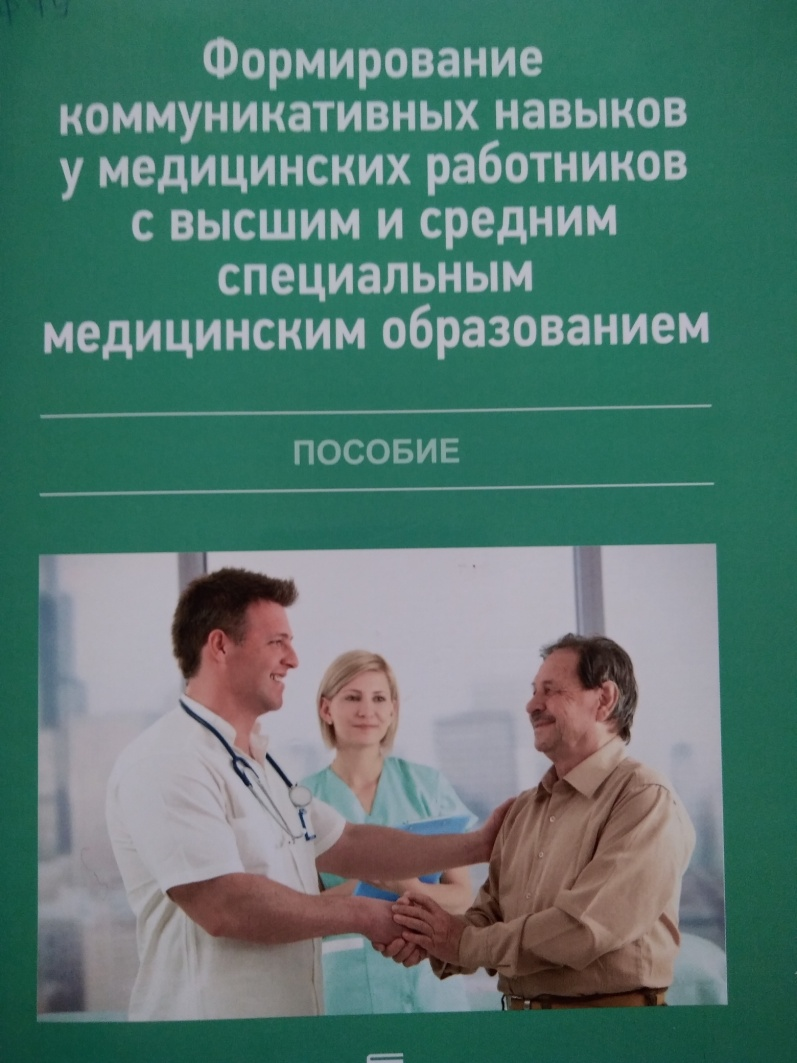 Формирование
коммуникативных навыков
у медицинских работников
с высшим и средним
специальным
медицинским образованием
ПОСОБИЕ